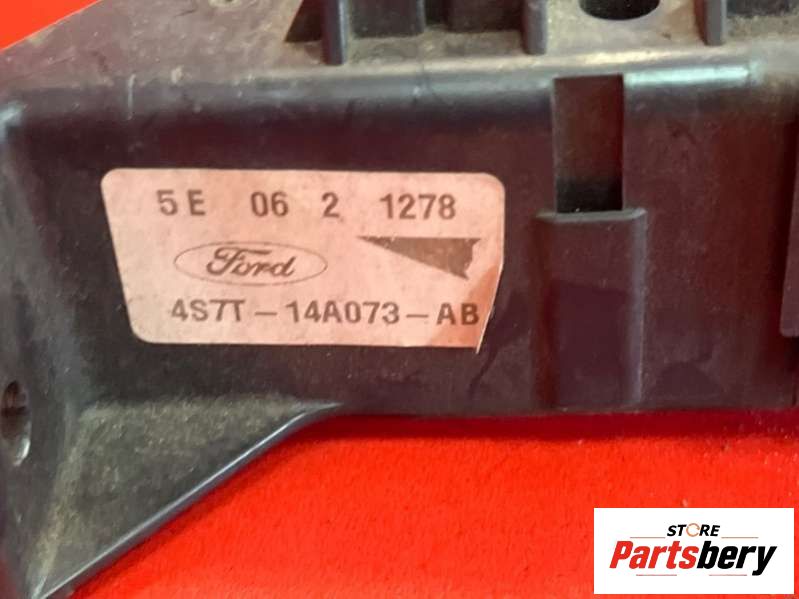 5E 06 2 1278
Ford
4S7T-14A073-AB
STORE
Partsbery